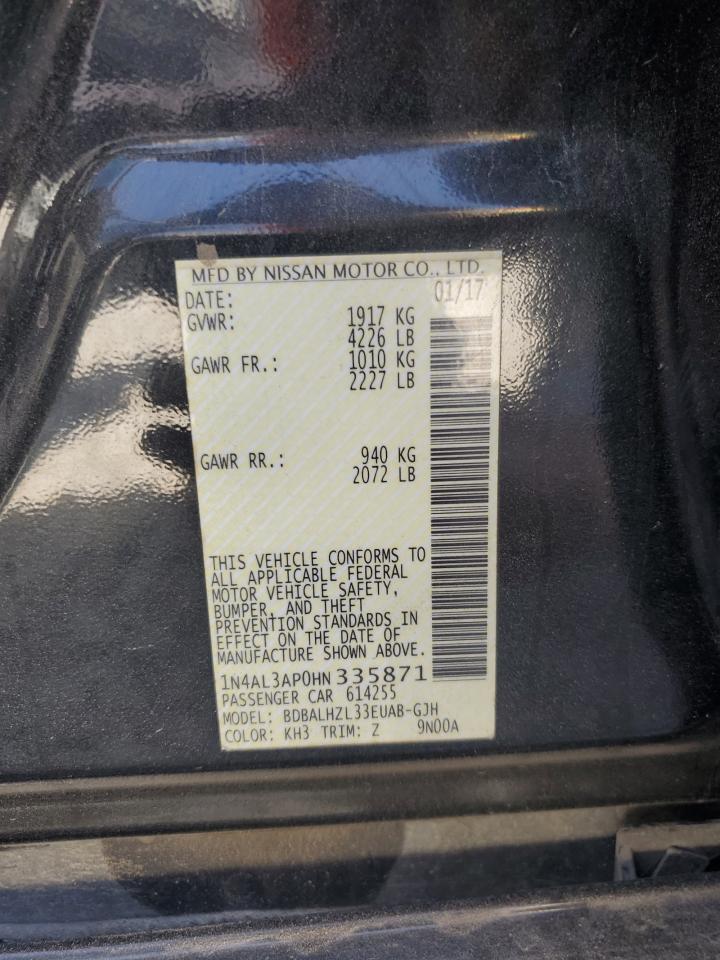 MFD BY NISSAN MOTOR CO., LTD.
DATE: 01/17
GVWR: 1917 KG
4226 LB
GAWR FR.: 1010 KG
2227 LB
GAWR RR.: 940 KG
2072 LB
THIS VEHICLE CONFORMS TO
ALL APPLICABLE FEDERAL
MOTOR VEHICLE SAFETY,
BUMPER, AND THEFT
PREVENTION STANDARDS IN
EFFECT ON THE DATE OF
MANUFACTURE SHOWN ABOVE.
1N4AL3AP0HN335871
PASSENGER CAR 614255
MODEL: BDBALHZL33EUAB-GJH
COLOR: KH3 TRIM: Z 9N00A